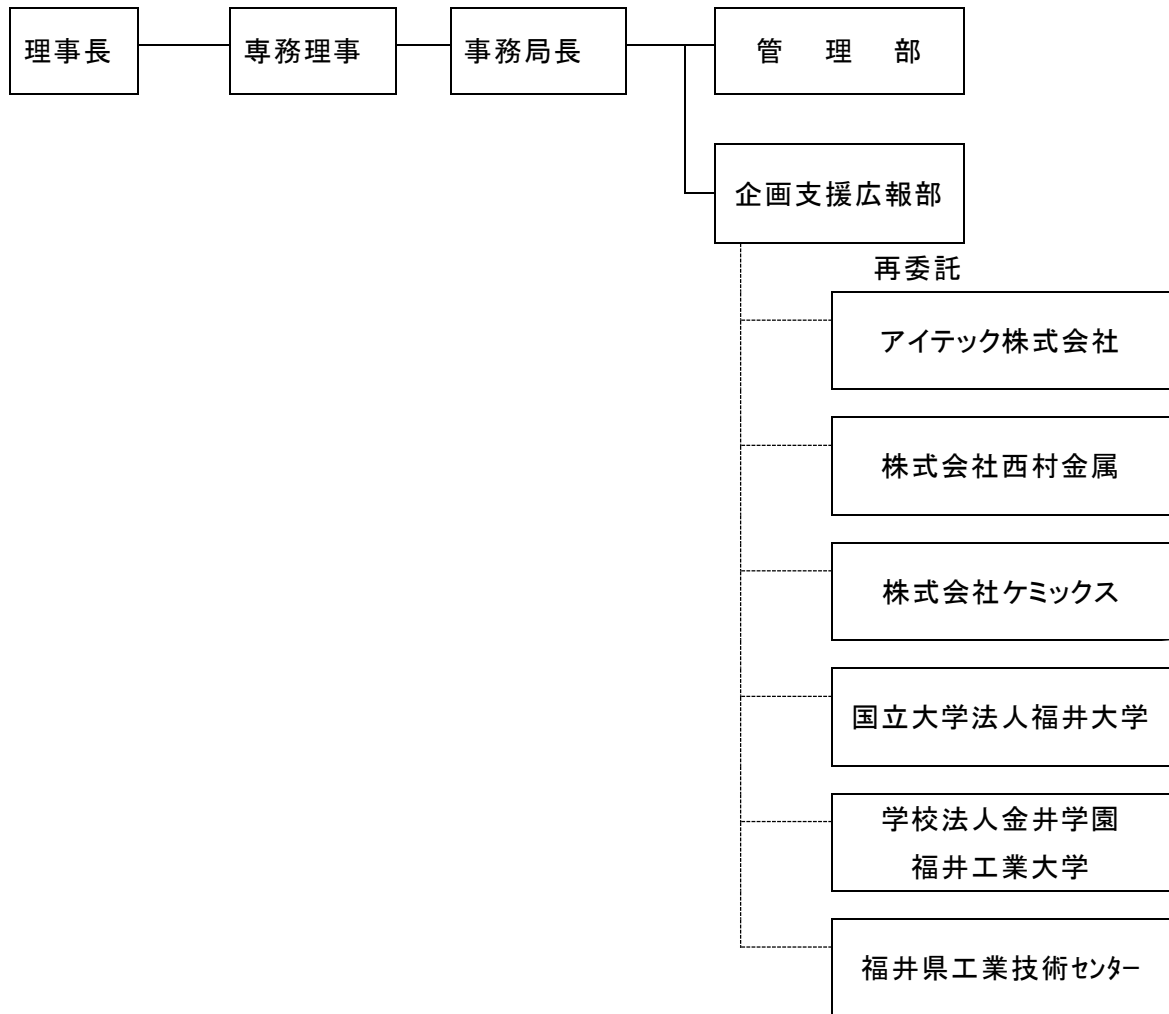 理事長
専務理事
事務局長
管理部
企画支援広報部
再委託
アイテック株式会社
株式会社西村金属
株式会社ケミックス
国立大学法人福井大学
学校法人金井学園
福井工業大学
福井県工業技術センター